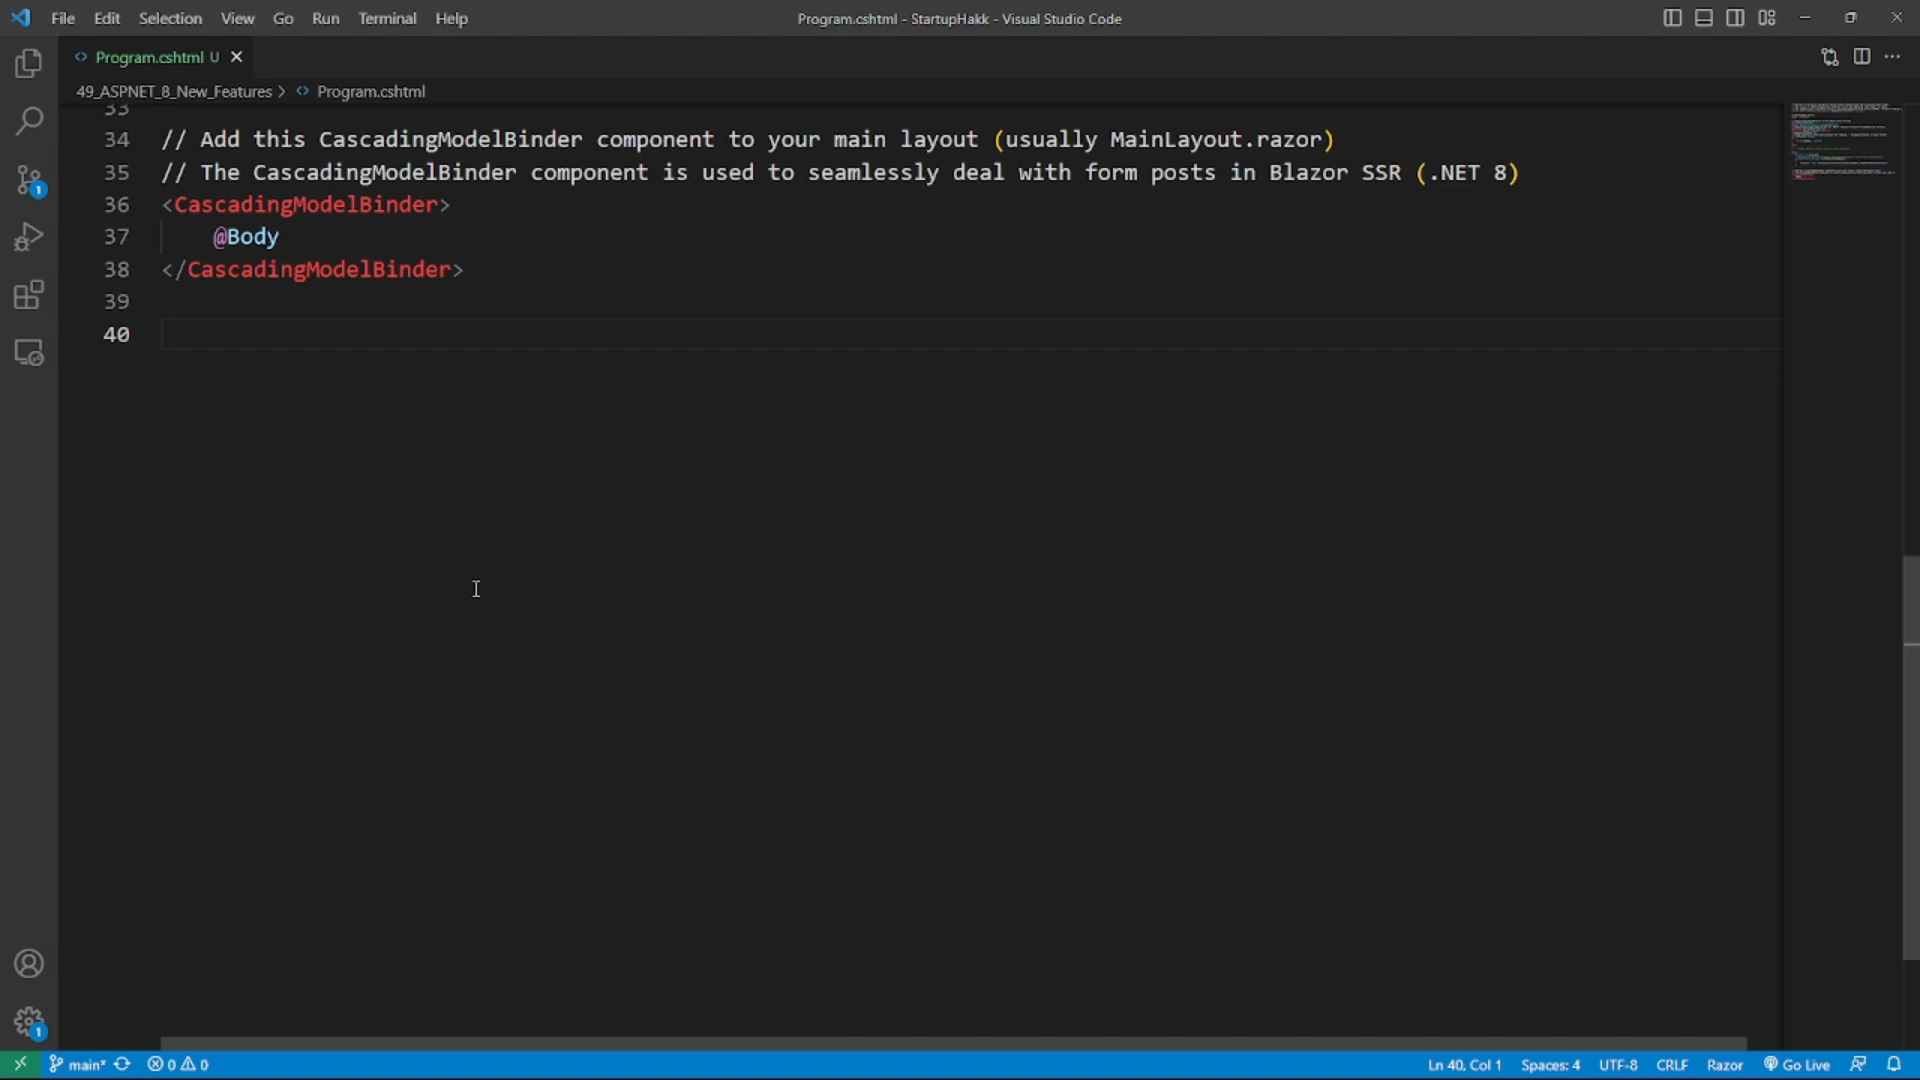 File Edit Selection View Go Run Terminal Help
Program.cshtml - StartupHakk - Visual Studio Code
Program.cshtml U
49_ASPNET_8_New_Features > Program.cshtml
33
34 // Add this CascadingModelBinder component to your main layout (usually MainLayout.razor)
35 // The CascadingModelBinder component is used to seamlessly deal with form posts in Blazor SSR (.NET 8)
36 <CascadingModelBinder>
37 @Body
38 </CascadingModelBinder>
39
40
1
1
main* 0 0 Ln 40, Col 1 Spaces: 4 UTF-8 CRLF Razor Go Live